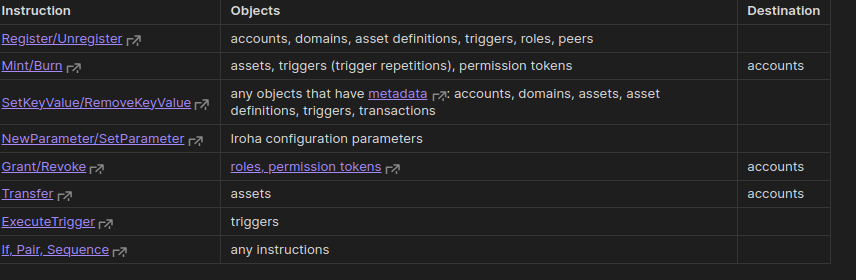 Instruction Objects Destination
Register/Unregister accounts, domains, asset definitions, triggers, roles, peers
Mint/Burn assets, triggers (trigger repetitions), permission tokens accounts
SetKeyValue/RemoveKeyValue any objects that have metadata : accounts, domains, assets, asset
definitions, triggers, transactions
NewParameter/SetParameter Iroha configuration parameters
Grant/Revoke roles, permission tokens accounts
Transfer assets accounts
ExecuteTrigger triggers
If, Pair, Sequence any instructions